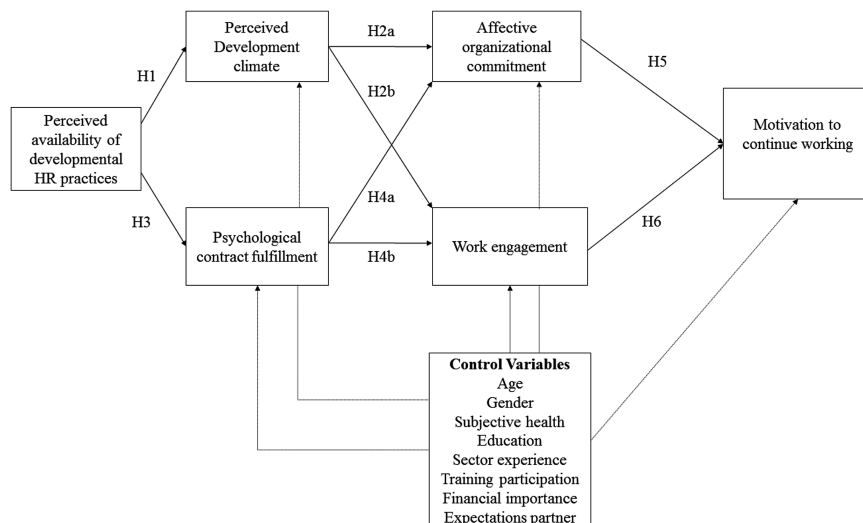 Perceived
Development
climate
H2a
Affective
organizational
commitment
H1
H2b
H5
Perceived
availability of
developmental
HR practices
Motivation to
continue working
H3
H4a
Psychological
contract fulfillment
H4b
Work engagement
H6
Control Variables
Age
Gender
Subjective health
Education
Sector experience
Training participation
Financial importance
Expectations partner